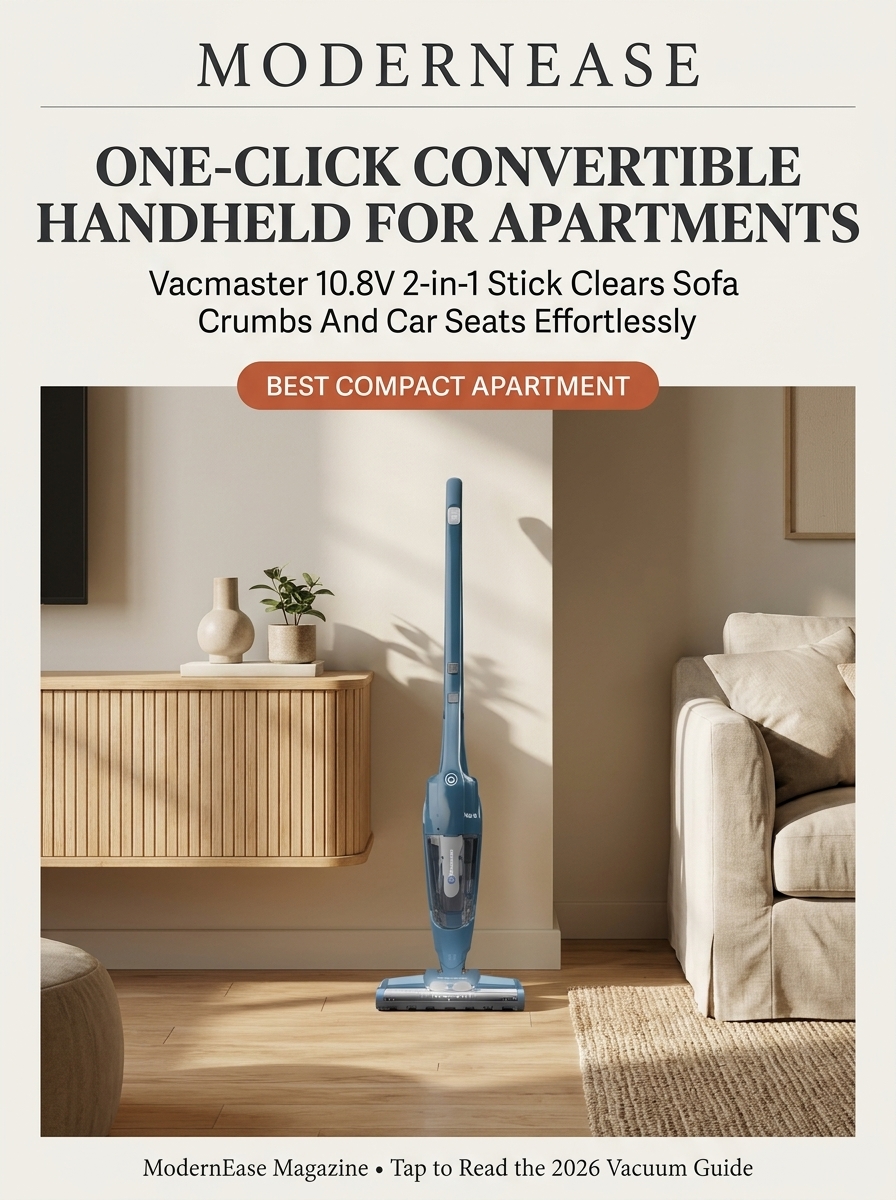 MODERNEASE
ONE-CLICK CONVERTIBLE
HANDHELD FOR APARTMENTS
Vacmaster 10.8V 2-in-1 Stick Clears Sofa
Crumbs And Car Seats Effortlessly
BEST COMPACT APARTMENT
ModernEase Magazine • Tap to Read the 2026 Vacuum Guide